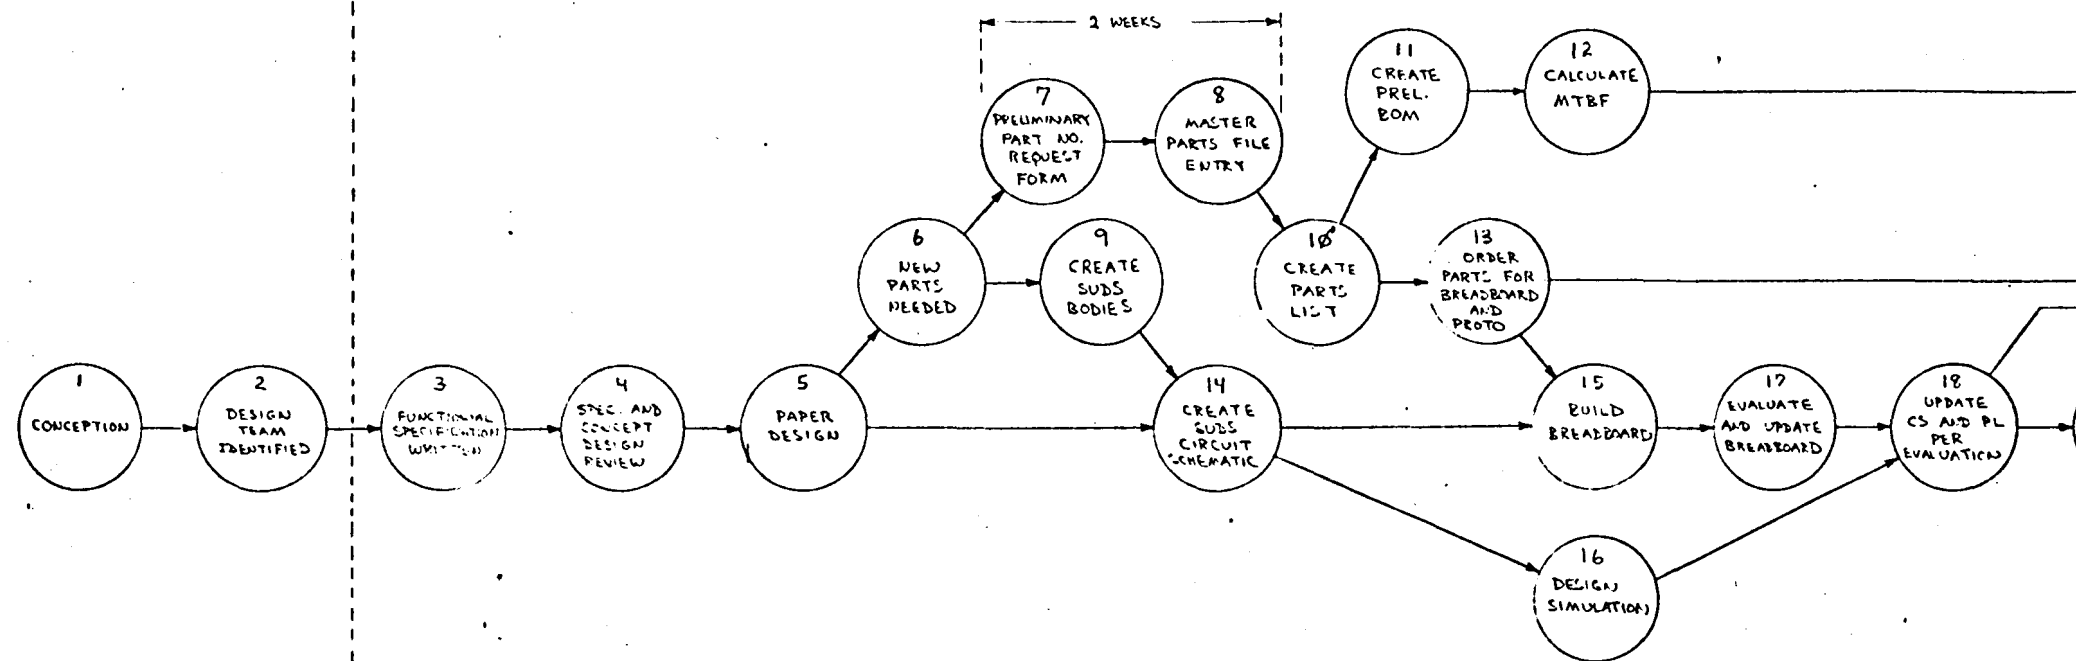 2 WEEKS
1
CONCEPTION
2
DESIGN
TEAM
IDENTIFIED
3
FUNCTIONAL
SPECIFICATION
WRITTEN
4
SPEC. AND
CONCEPT
DESIGN
REVIEW
5
PAPER
DESIGN
6
NEW
PARTS
NEEDED
7
PRELIMINARY
PART NO.
REQUEST
FORM
8
MASTER
PARTS FILE
ENTRY
9
CREATE
SUDS
BODIES
10
CREATE
PARTS
LIST
11
CREATE
PREL.
BOM
12
CALCULATE
MTBF
13
ORDER
PARTS FOR
BREADBOARD
AND
PROTO
14
CREATE
SUDS
CIRCUIT
SCHEMATIC
15
BUILD
BREADBOARD
16
DESIGN
SIMULATION
17
EVALUATE
AND UPDATE
BREADBOARD
18
UPDATE
CS AND PL
PER
EVALUATION